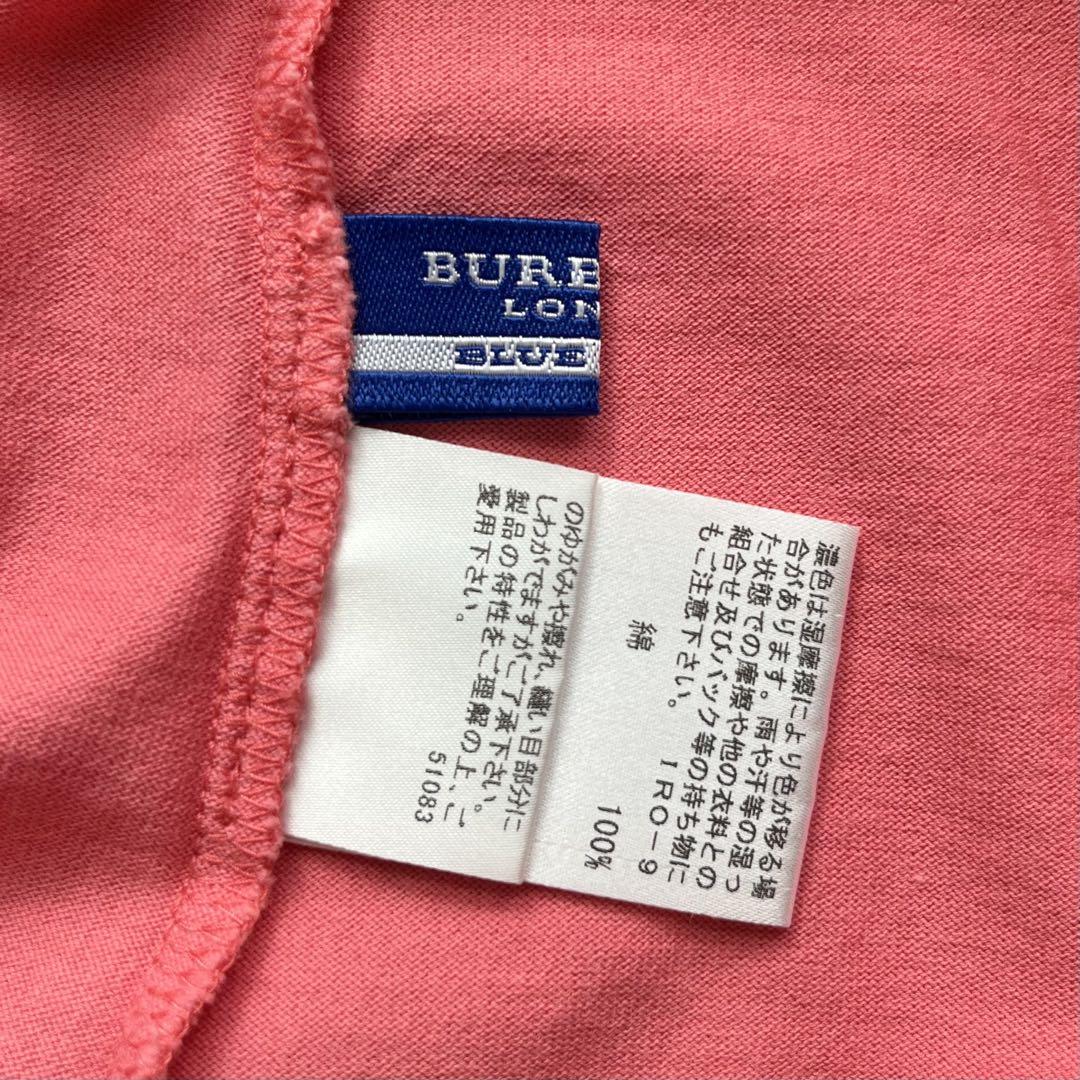 BURB
LON
BLUE
濃色は湿摩擦により色が移る場
合があります。雨や汗等の湿っ
た状態での摩擦や他の衣料との
組合せ及びバック等の持ち物に
もご注意下さい。
IRO-9
綿 100%
のゆがみや擦れ、縫い目部分に
しわがでますがご了承下さい。
製品の特性をご理解の上、ご
愛用下さい。
51083